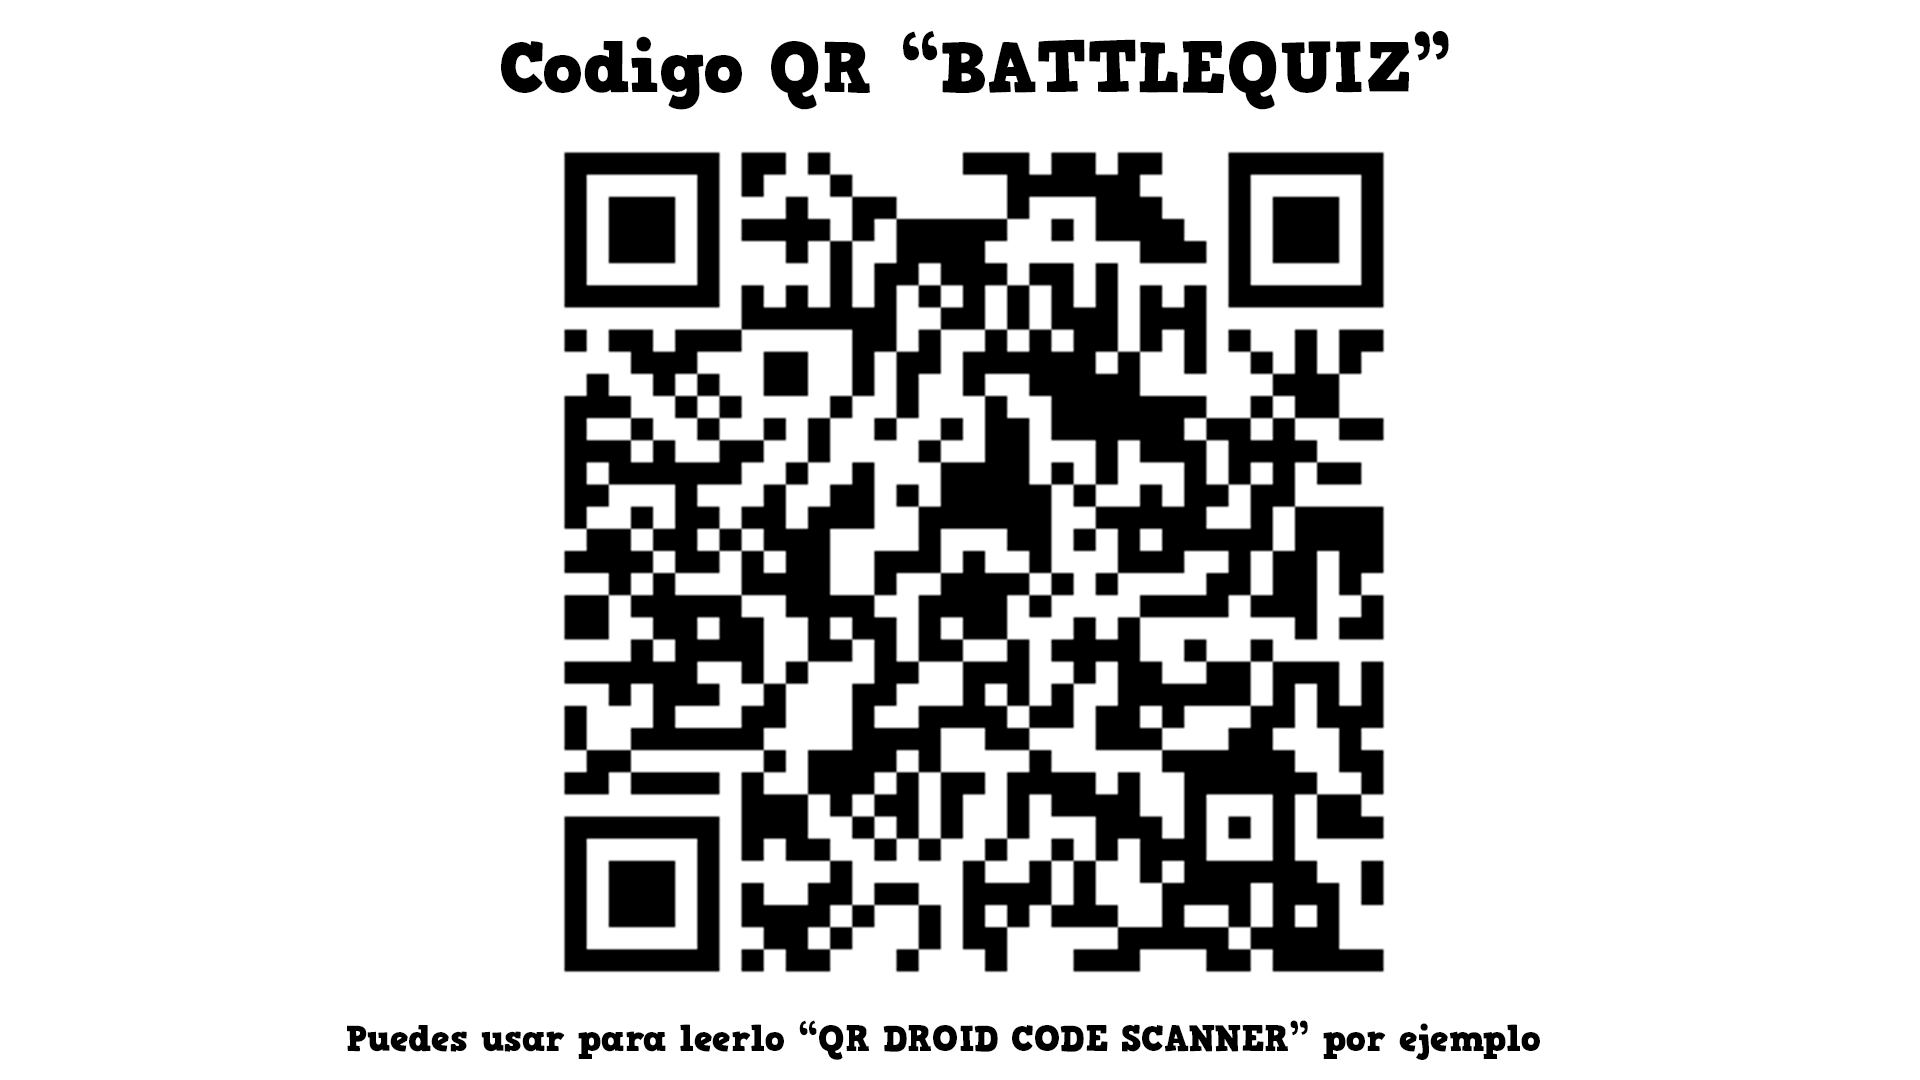 Codigo QR “BATTLEQUIZ”
Puedes usar para leerlo “QR DROID CODE SCANNER” por ejemplo